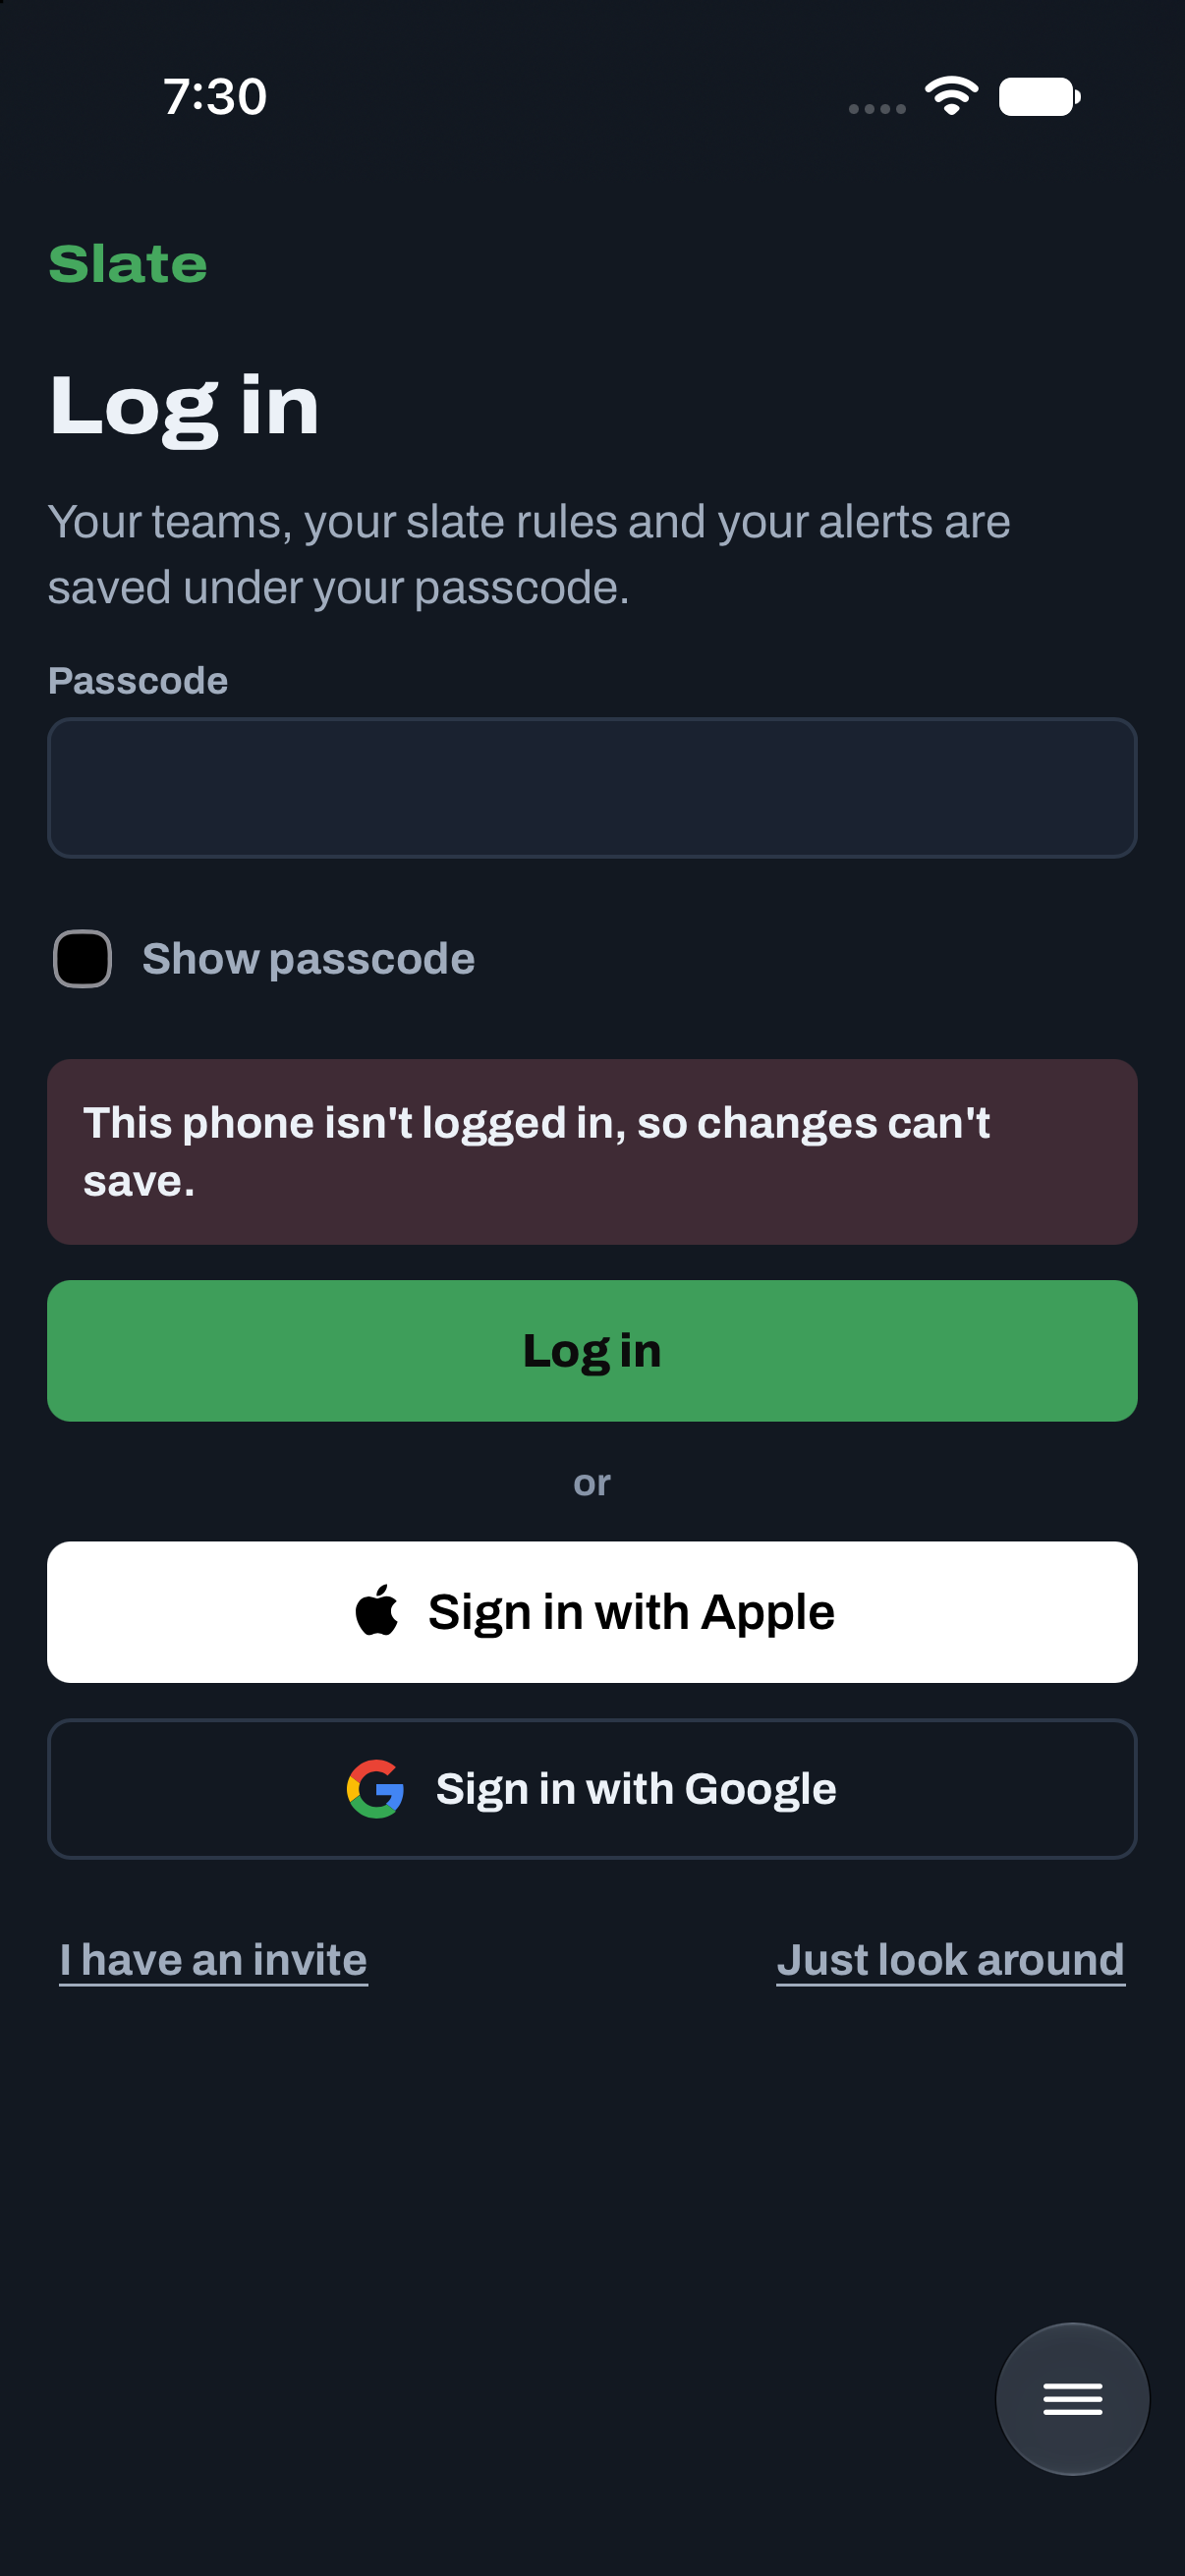 7:30
Slate
Log in
Your teams, your slate rules and your alerts are
saved under your passcode.
Passcode
Show passcode
This phone isn't logged in, so changes can't
save.
Log in
or
Sign in with Apple
Sign in with Google
I have an invite
Just look around